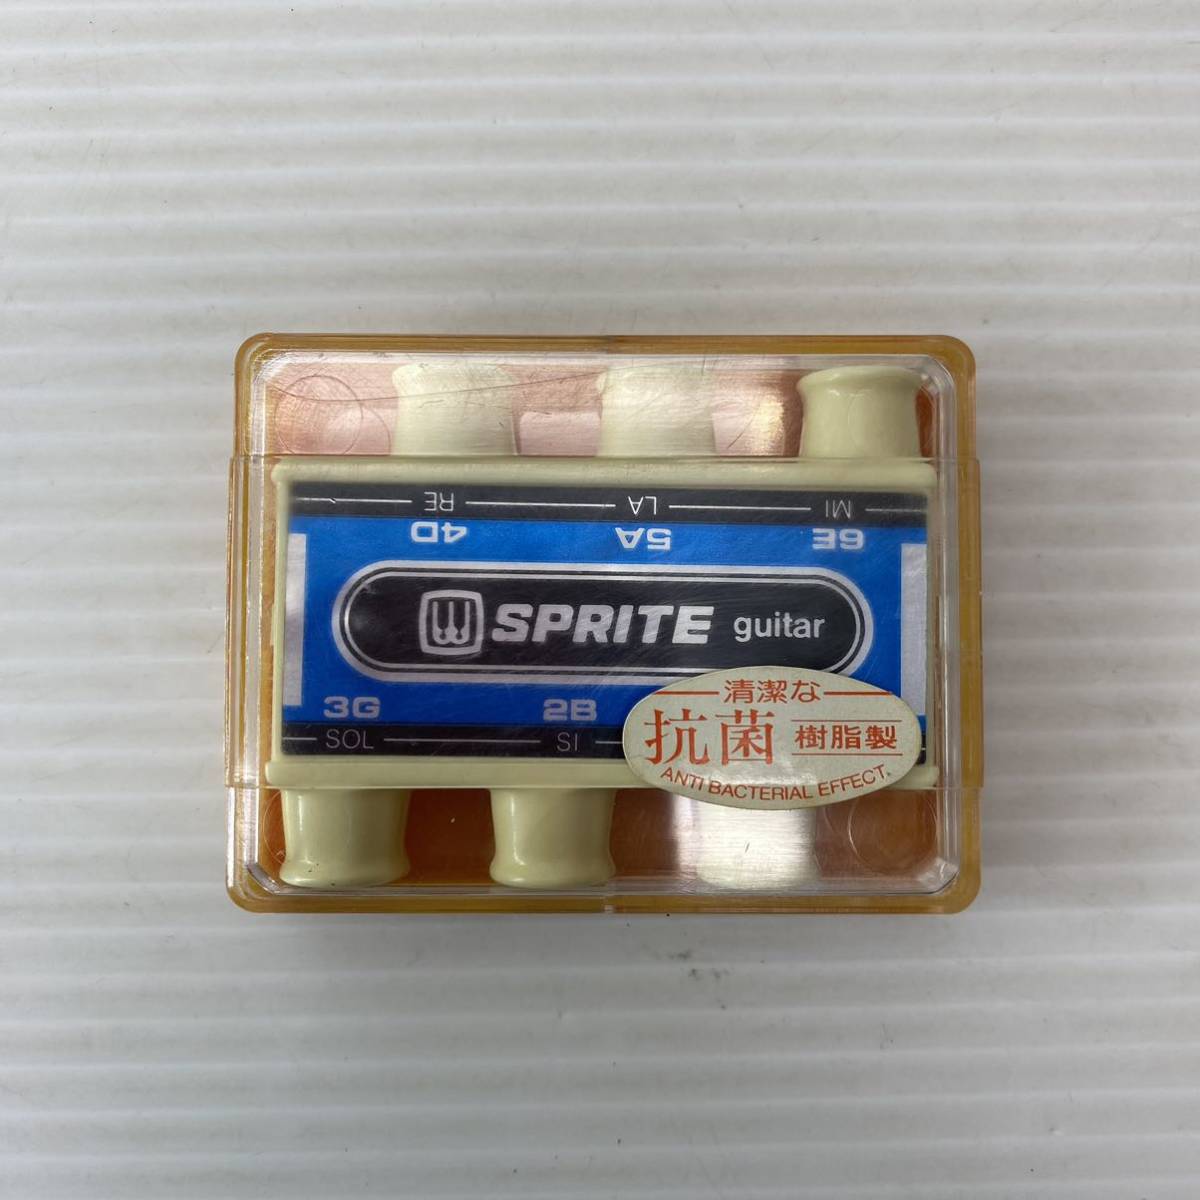 RE LA MI
4D 5A 6E
SPRITE guitar
3G 2B
SOL SI
清潔な
抗菌 樹脂製
ANTI BACTERIAL EFFECT.